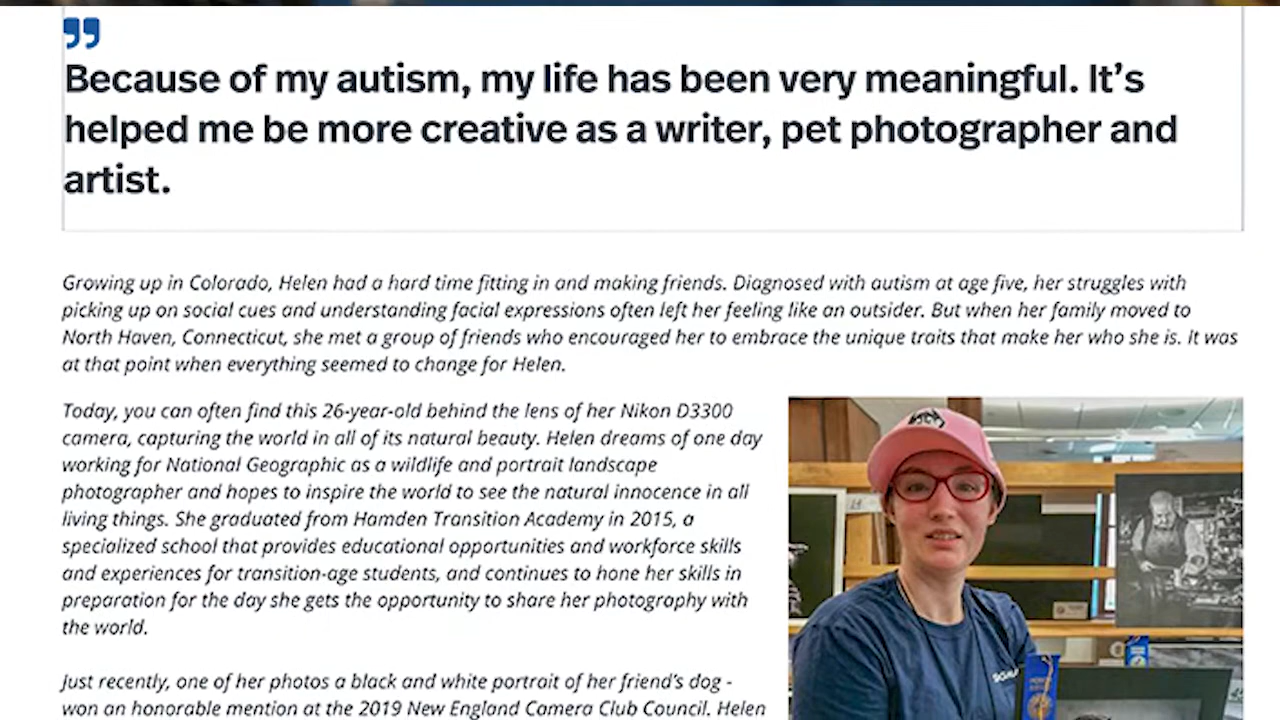 ”
Because of my autism, my life has been very meaningful. It’s
helped me be more creative as a writer, pet photographer and
artist.
Growing up in Colorado, Helen had a hard time fitting in and making friends. Diagnosed with autism at age five, her struggles with
picking up on social cues and understanding facial expressions often left her feeling like an outsider. But when her family moved to
North Haven, Connecticut, she met a group of friends who encouraged her to embrace the unique traits that make her who she is. It was
at that point when everything seemed to change for Helen.
Today, you can often find this 26-year-old behind the lens of her Nikon D3300
camera, capturing the world in all of its natural beauty. Helen dreams of one day
working for National Geographic as a wildlife and portrait landscape
photographer and hopes to inspire the world to see the natural innocence in all
living things. She graduated from Hamden Transition Academy in 2015, a
specialized school that provides educational opportunities and workforce skills
and experiences for transition-age students, and continues to hone her skills in
preparation for the day she gets the opportunity to share her photography with
the world.
Just recently, one of her photos a black and white portrait of her friend’s dog -
won an honorable mention at the 2019 New England Camera Club Council. Helen